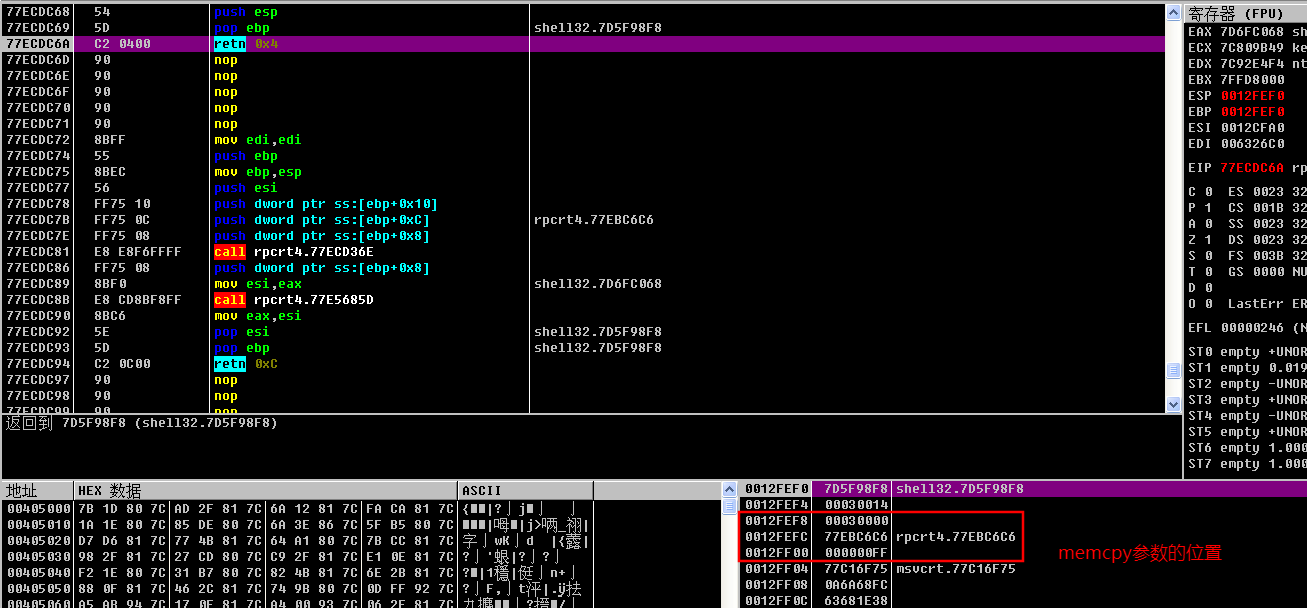 77ECDC68 54 push esp
77ECDC69 5D pop ebp shell32.7D5F98F8
77ECDC6A C2 0400 retn 0x4
77ECDC6D 90 nop
77ECDC6E 90 nop
77ECDC6F 90 nop
77ECDC70 90 nop
77ECDC71 90 nop
77ECDC72 8BFF mov edi,edi
77ECDC74 55 push ebp
77ECDC75 8BEC mov ebp,esp
77ECDC77 56 push esi
77ECDC78 FF75 10 push dword ptr ss:[ebp+0x10]
77ECDC7B FF75 0C push dword ptr ss:[ebp+0xC] rpcrt4.77EBC6C6
77ECDC7E FF75 08 push dword ptr ss:[ebp+0x8]
77ECDC81 E8 E8F6FFFF call rpcrt4.77ECD36E
77ECDC86 FF75 08 push dword ptr ss:[ebp+0x8]
77ECDC89 8BF0 mov esi,eax shell32.7D6FC068
77ECDC8B E8 CD8BF8FF call rpcrt4.77E5685D
77ECDC90 8BC6 mov eax,esi
77ECDC92 5E pop esi shell32.7D5F98F8
77ECDC93 5D pop ebp shell32.7D5F98F8
77ECDC94 C2 0C00 retn 0xC
77ECDC97 90 nop
77ECDC98 90 nop
77ECDC99 90 nop
返回到 7D5F98F8 (shell32.7D5F98F8)
寄存器 (FPU)
EAX 7D6FC068 sh
ECX 7C809B49 ke
EDX 7C92E4F4 nt
EBX 7FFD8000
ESP 0012FEF0
EBP 0012FEF0
ESI 0012CFA0
EDI 006326C0
EIP 77ECDC6A rp
C 0 ES 0023 32
P 1 CS 001B 32
A 0 SS 0023 32
Z 1 DS 0023 32
S 0 FS 003B 32
T 0 GS 0000 NU
D 0
O 0 LastErr ER
EFL 00000246 (N
ST0 empty +UNOR
ST1 empty 0.019
ST2 empty -UNOR
ST3 empty +UNOR
ST4 empty -UNOR
ST5 empty +UNOR
ST6 empty 1.000
ST7 empty 1.000
地址 HEX 数据 ASCII
00405000 7B 1D 80 7C AD 2F 81 7C 6A 12 81 7C FA CA 81 7C
00405010 1A 1E 80 7C 85 DE 80 7C 6A 3E 86 7C 5F B5 80 7C
00405020 D7 D6 81 7C 77 4B 81 7C 64 A1 80 7C 7B CC 81 7C
00405030 98 2F 81 7C 27 CD 80 7C C9 2F 81 7C E1 0E 81 7C
00405040 F2 1E 80 7C 31 B7 80 7C 82 4B 81 7C 6E 2B 81 7C
00405050 88 0F 81 7C 46 2C 81 7C 74 9B 80 7C 0D FF 92 7C
00405060 A5 AB 94 7C 17 0F 81 7C A4 00 93 7C 06 2F 81 7C
0012FEF0 7D5F98F8 shell32.7D5F98F8
0012FEF4 00030014
0012FEF8 00030000
0012FEFC 77EBC6C6 rpcrt4.77EBC6C6
0012FF00 000000FF
0012FF04 77C16F75 msvcrt.77C16F75
0012FF08 0A6A68FC
0012FF0C 63681E38
memcpy参数的位置